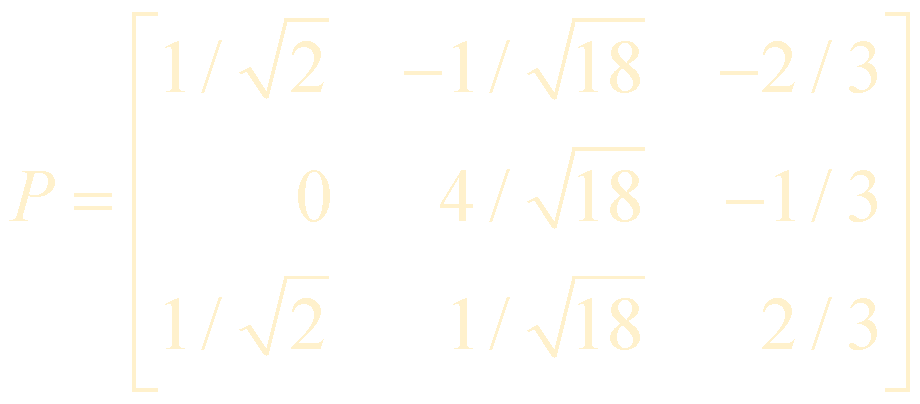 1/√2 −1/√18 −2/3
P = 0 4/√18 −1/3
1/√2 1/√18 2/3